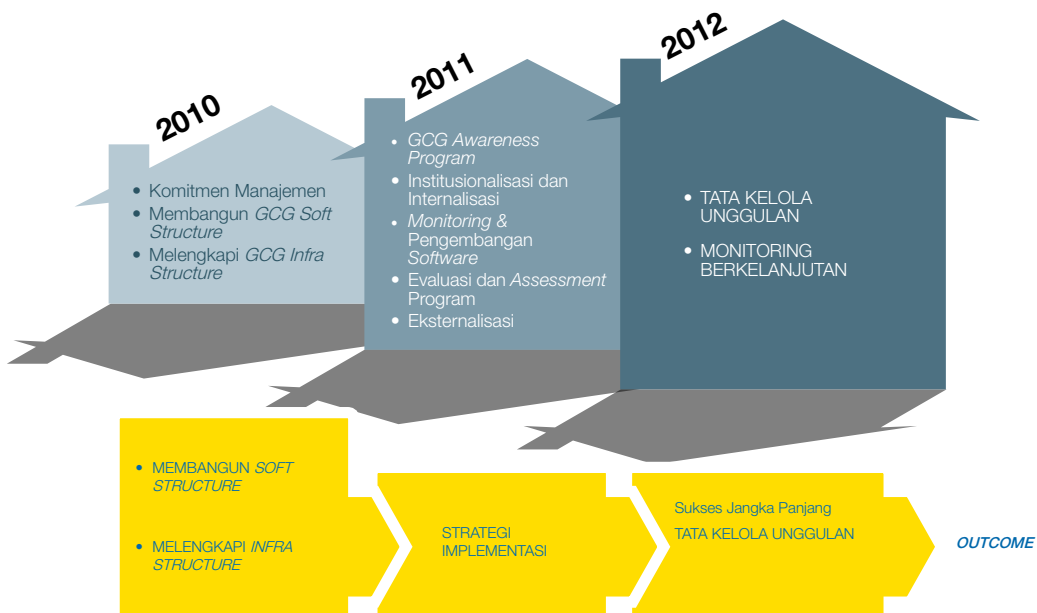 2010
• Komitmen Manajemen
• Membangun GCG Soft
Structure
• Melengkapi GCG Infra
Structure
2011
• GCG Awareness
Program
• Institusionalisasi dan
Internalisasi
• Monitoring &
Pengembangan
Software
• Evaluasi dan Assessment
Program
• Eksternalisasi
2012
• TATA KELOLA
UNGGULAN
• MONITORING
BERKELANJUTAN
• MEMBANGUN SOFT
STRUCTURE
• MELENGKAPI INFRA
STRUCTURE
STRATEGI
IMPLEMENTASI
Sukses Jangka Panjang
TATA KELOLA UNGGULAN
OUTCOME